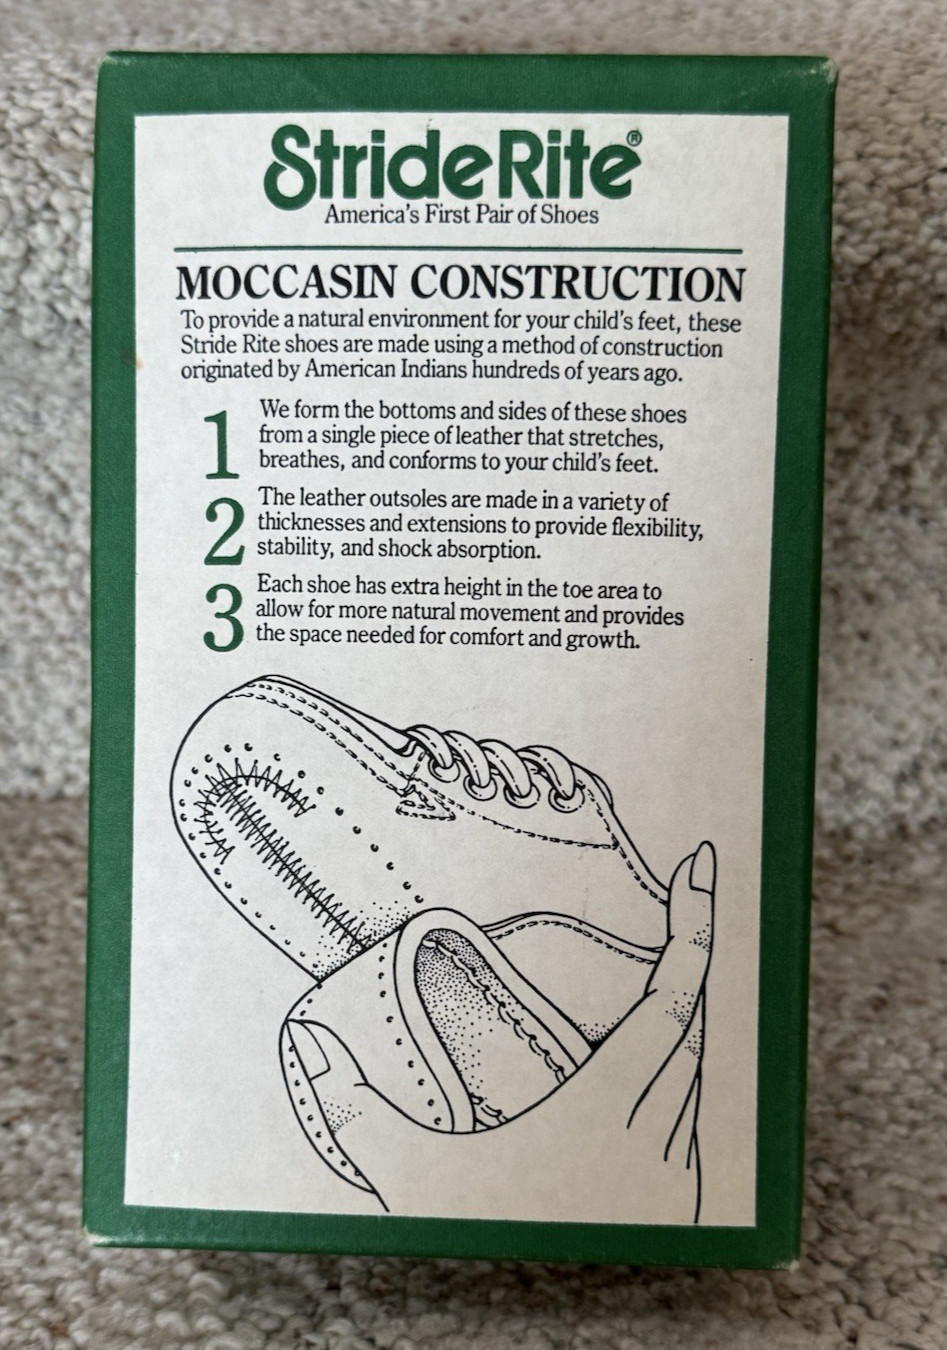 StrideRite®
America's First Pair of Shoes
MOCCASIN CONSTRUCTION
To provide a natural environment for your child's feet, these
Stride Rite shoes are made using a method of construction
originated by American Indians hundreds of years ago.
1 We form the bottoms and sides of these shoes
from a single piece of leather that stretches,
breathes, and conforms to your child's feet.
2 The leather outsoles are made in a variety of
thicknesses and extensions to provide flexibility,
stability, and shock absorption.
3 Each shoe has extra height in the toe area to
allow for more natural movement and provides
the space needed for comfort and growth.